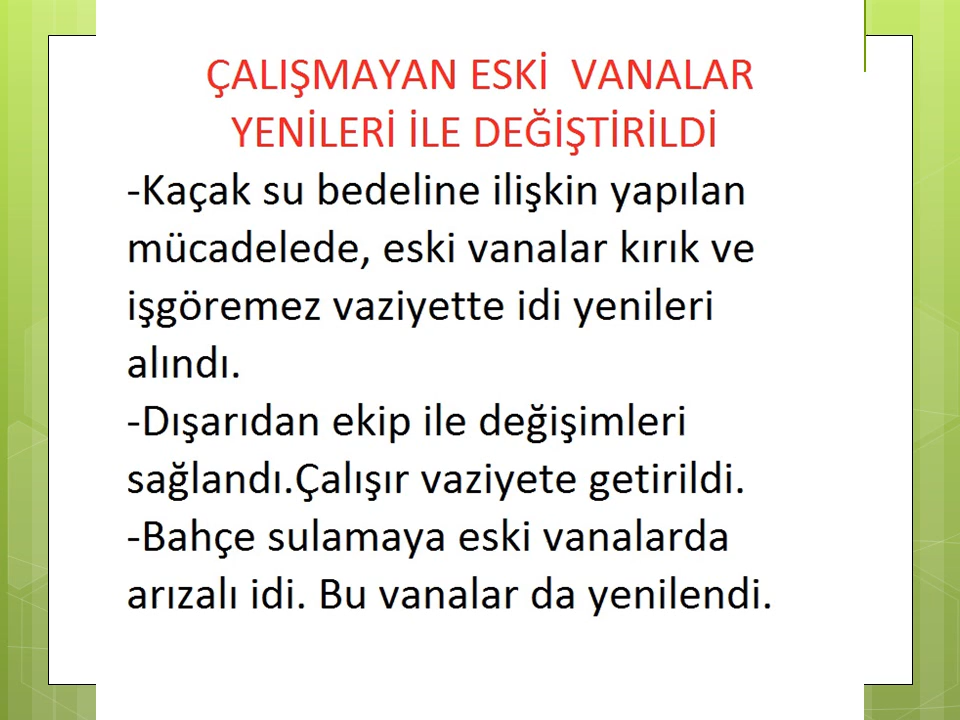 ÇALIŞMAYAN ESKİ  VANALAR
YENİLERİ İLE DEĞİŞTİRİLDİ
-Kaçak su bedeline ilişkin yapılan
mücadelede, eski vanalar kırık ve
işgöremez vaziyette idi yenileri
alındı.
-Dışarıdan ekip ile değişimleri
sağlandı.Çalışır vaziyete getirildi.
-Bahçe sulamaya eski vanalarda
arızalı idi. Bu vanalar da yenilendi.